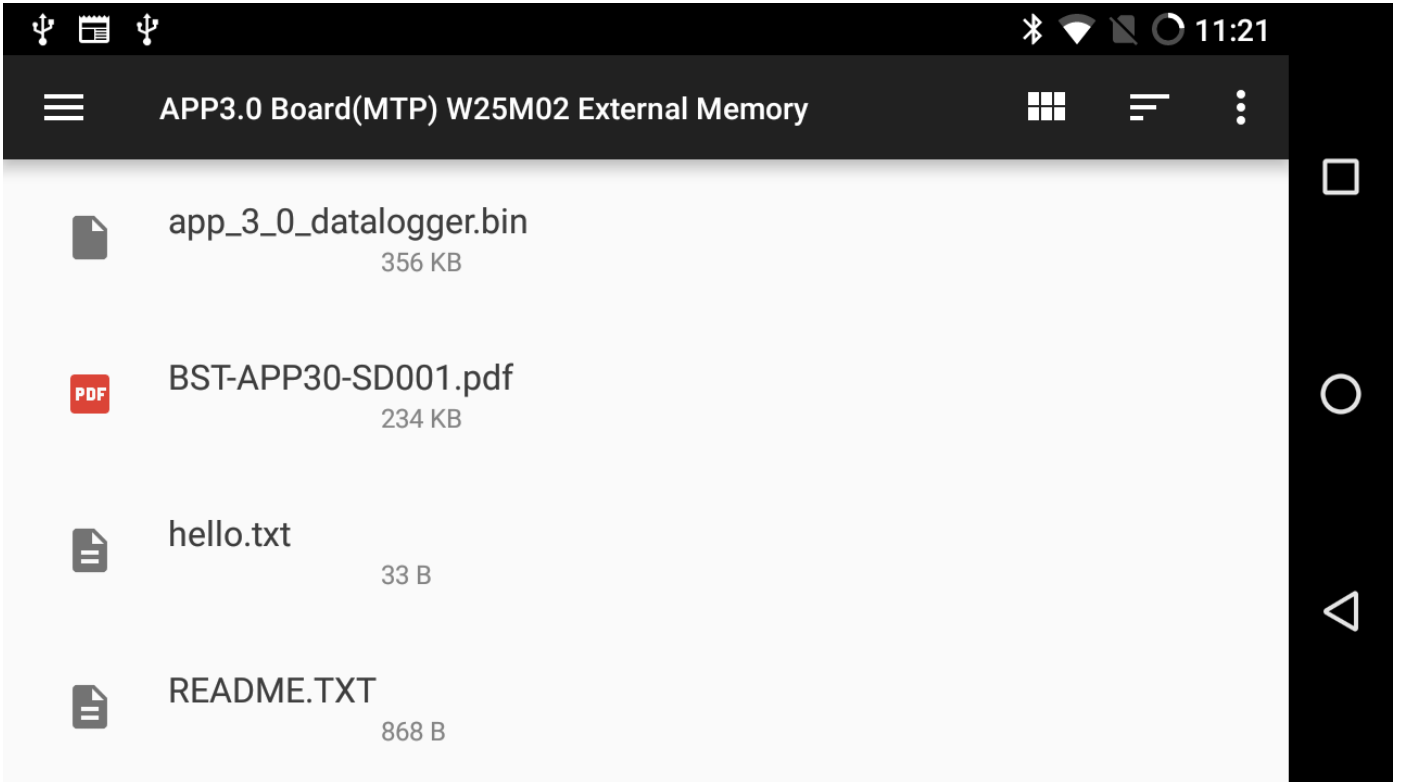 11:21
APP3.0 Board(MTP) W25M02 External Memory
app_3_0_datalogger.bin
356 KB
PDF
BST-APP30-SD001.pdf
234 KB
hello.txt
33 B
README.TXT
868 B